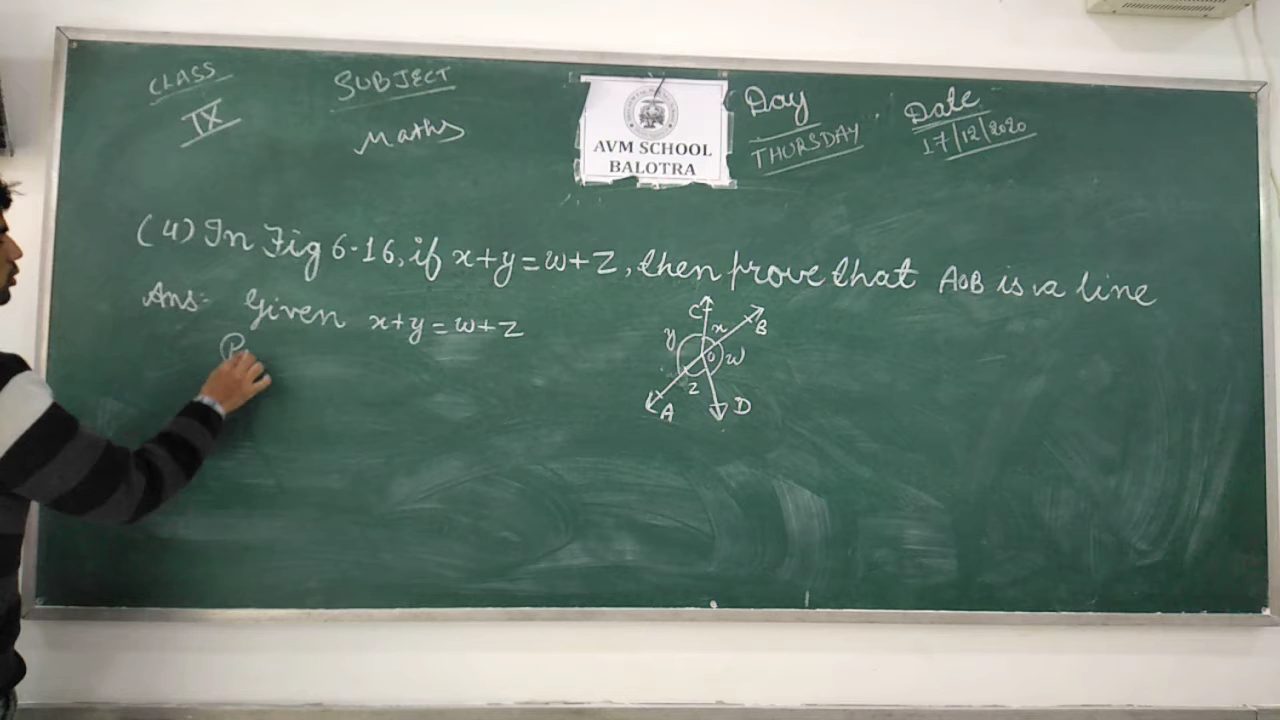 CLASS
IX
SUBJECT
Maths
AVM SCHOOL
BALOTRA
Day
THURSDAY
Date
17/12/2020
(4) In Fig 6.16, if x+y=w+z, then prove that AOB is a line
Ans:- Given x+y=w+z
C
B
x
y
O
w
z
A
D